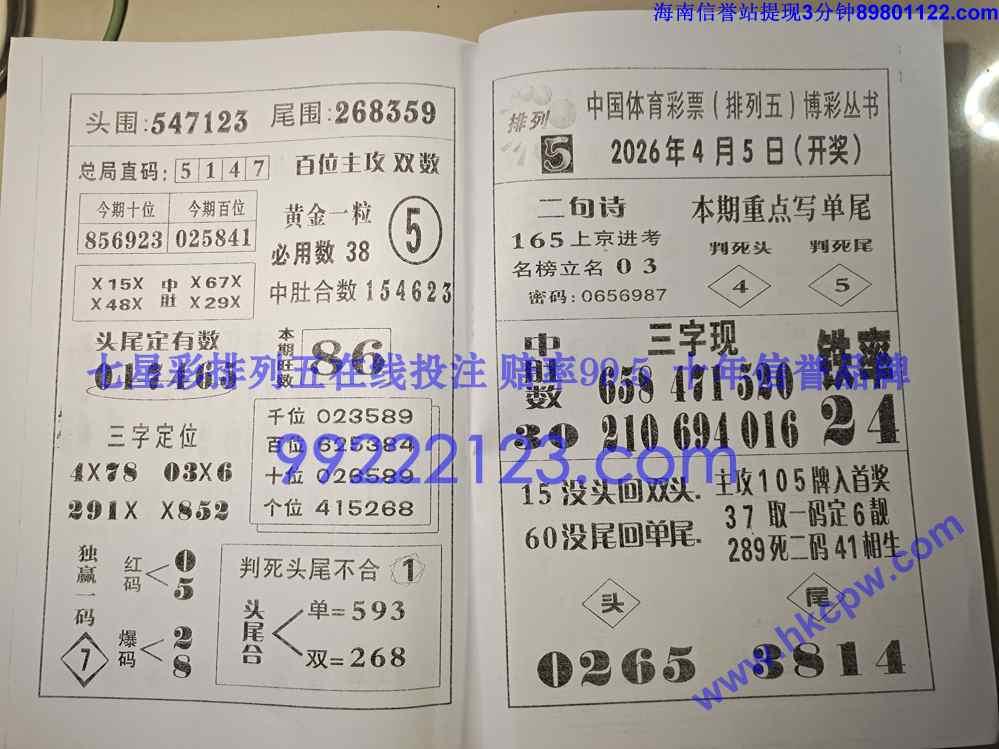 海南信誉站提现3分钟89801122.com
头围:547123 尾围:268359
总局直码: 5 1 4 7
百位主攻 双数
今期十位 今期百位
856923 025841
黄金一粒 5
必用数 38
X15X 中 X67X
X48X 肚 X29X
中肚合数 154623
头尾定有数
本期旺数 86
七星彩排列五在线投注 赔率99.5 十年信誉品牌
三字定位
4X78 03X6
291X X852
千位 023589
百位 625384
十位 026589
个位 415268
99222123.com
独赢一码 7
红码 0 5
爆码 2 8
判死头尾不合 1
头尾合
单=593
双=268
排列5
中国体育彩票(排列五)博彩丛书
2026年4月5日(开奖)
二句诗
165上京进考
名榜立名 0 3
密码:0656987
本期重点写单尾
判死头 判死尾
4 5
中肚数 30
三字现
658 471 520
210 694 016
铁率
24
15没头回双头.
60没尾回单尾.
主攻105牌入首奖
37 取一码定6靓
289死二码41相生
头 尾
0265 3814
www.hkcpw.com